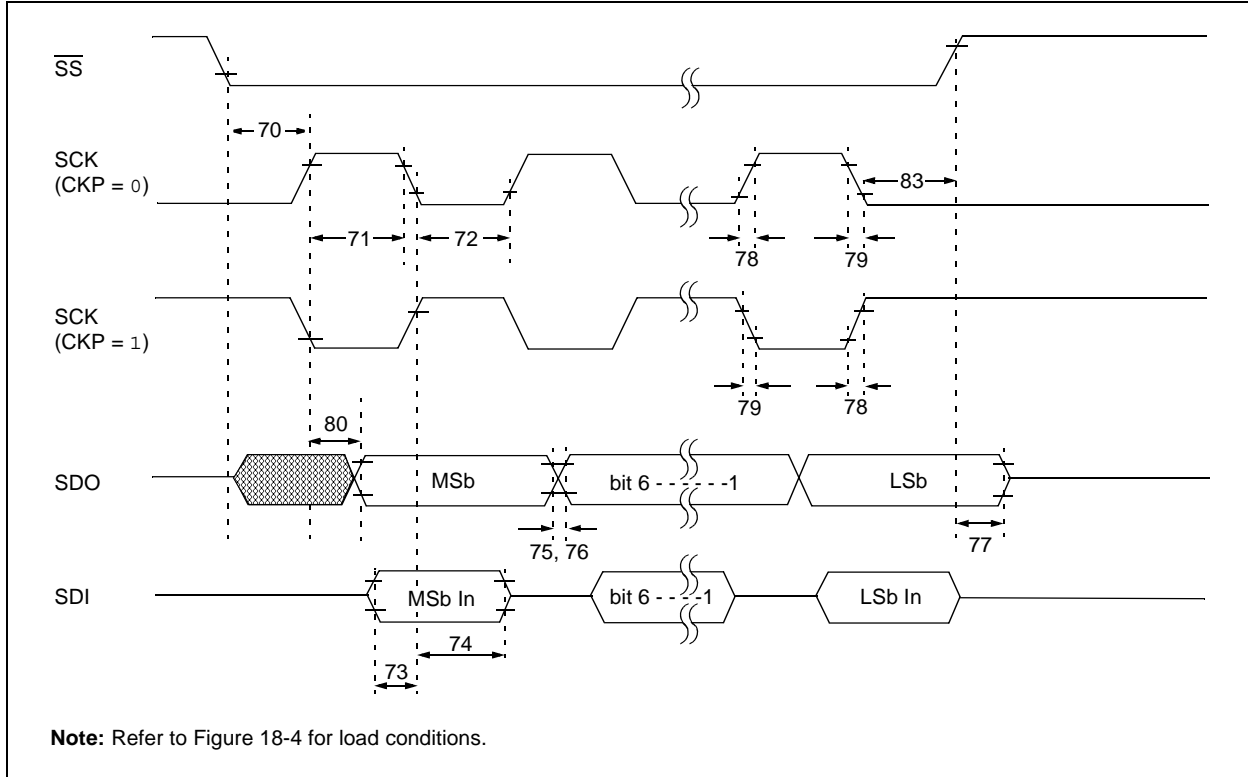 SS
70
SCK
(CKP = 0)
83
71
72
78
79
SCK
(CKP = 1)
79
78
80
SDO
MSb
bit 6 - - - - - -1
LSb
75, 76
77
SDI
MSb In
bit 6 - - - -1
LSb In
74
73
Note: Refer to Figure 18-4 for load conditions.